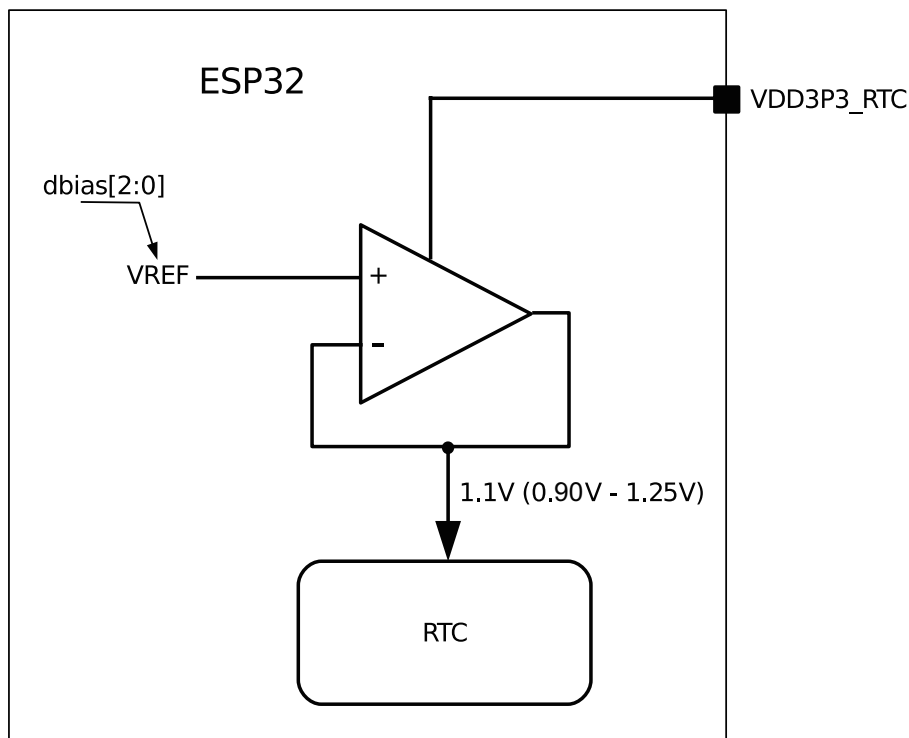 ESP32
VDD3P3_RTC
dbias[2:0]
VREF
+
-
1.1V (0.90V - 1.25V)
RTC